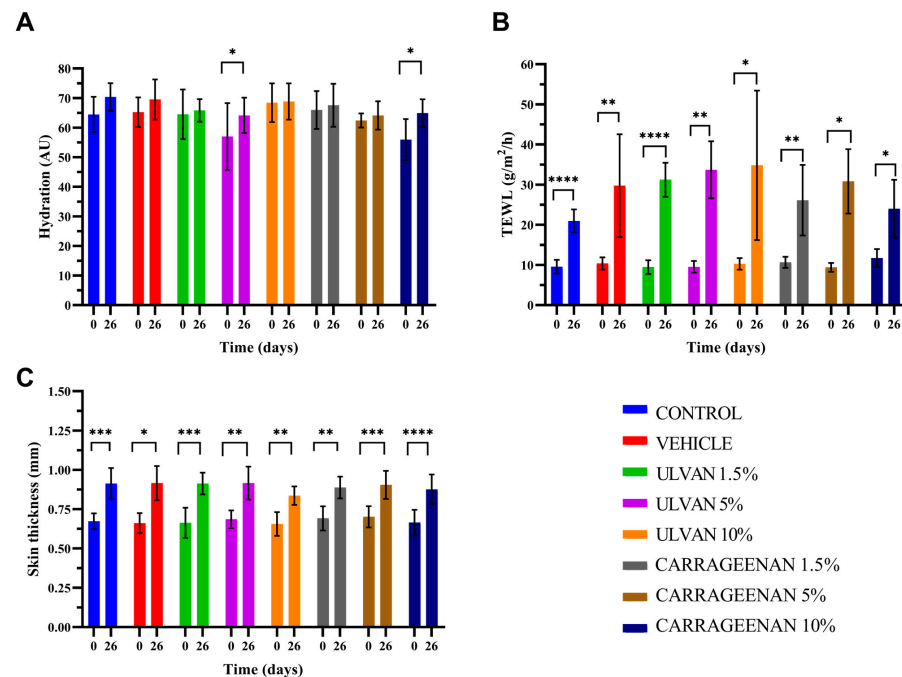 A
*
*
80
70
60
50
40
30
20
10
0
Hydration (AU)
0 26 0 26 0 26 0 26 0 26 0 26 0 26 0 26
Time (days)
B
****
**
****
**
*
**
*
*
60
50
40
30
20
10
0
TEWL (g/m²/h)
0 26 0 26 0 26 0 26 0 26 0 26 0 26 0 26
Time (days)
C
***
*
***
**
**
**
***
****
1.50
1.25
1.00
0.75
0.50
0.25
0.00
Skin thickness (mm)
0 26 0 26 0 26 0 26 0 26 0 26 0 26 0 26
Time (days)
CONTROL
VEHICLE
ULVAN 1.5%
ULVAN 5%
ULVAN 10%
CARRAGEENAN 1.5%
CARRAGEENAN 5%
CARRAGEENAN 10%